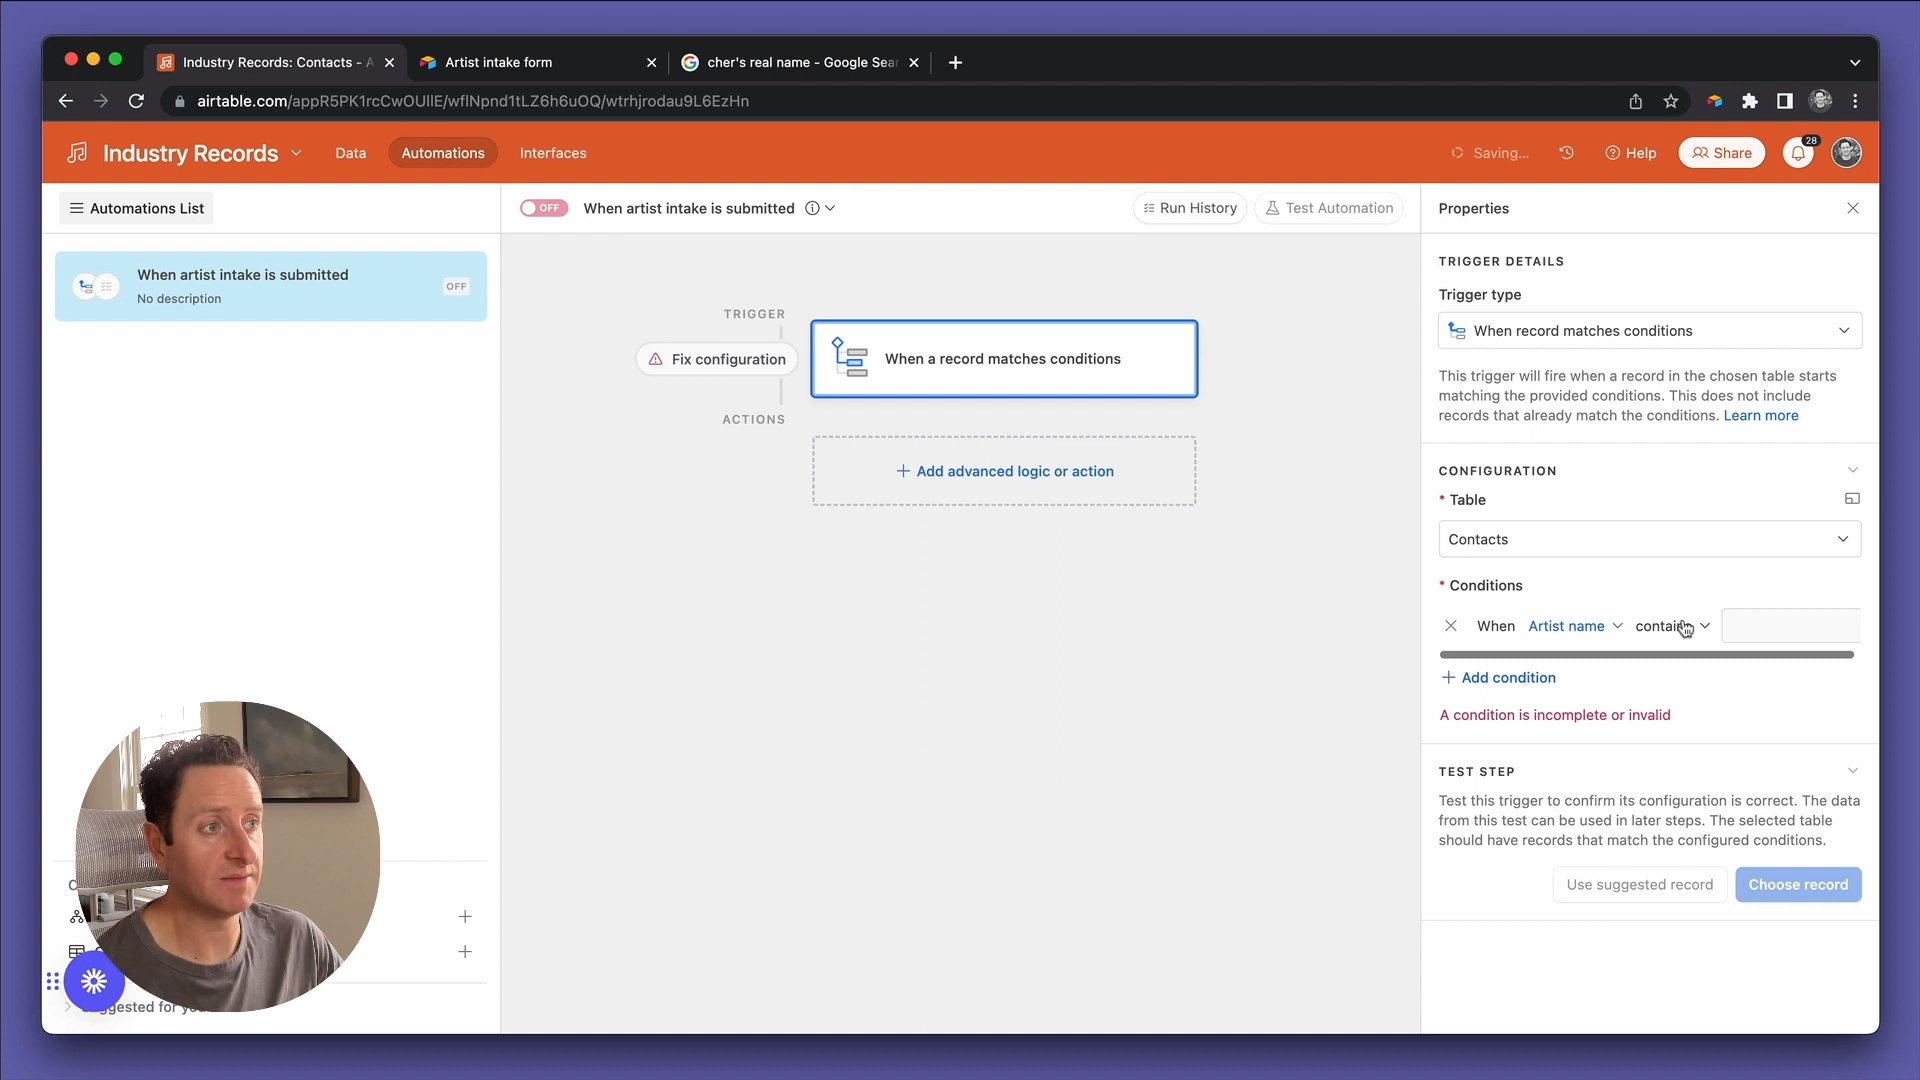 Industry Records: Contacts - A
Artist intake form
cher's real name - Google Sear
airtable.com/appR5PK1rcCwOUllE/wflNpnd1tLZ6h6uOQ/wtrhjrodau9L6EzHn
Industry Records
Data
Automations
Interfaces
Saving...
Help
Share
28
Automations List
OFF
When artist intake is submitted
Run History
Test Automation
Properties
When artist intake is submitted
No description
OFF
TRIGGER
Fix configuration
When a record matches conditions
ACTIONS
+ Add advanced logic or action
TRIGGER DETAILS
Trigger type
When record matches conditions
This trigger will fire when a record in the chosen table starts
matching the provided conditions. This does not include
records that already match the conditions. Learn more
CONFIGURATION
* Table
Contacts
* Conditions
When Artist name
+ Add condition
A condition is incomplete or invalid
TEST STEP
Test this trigger to confirm its configuration is correct. The data
from this test can be used in later steps. The selected table
should have records that match the configured conditions.
Use suggested record
Choose record